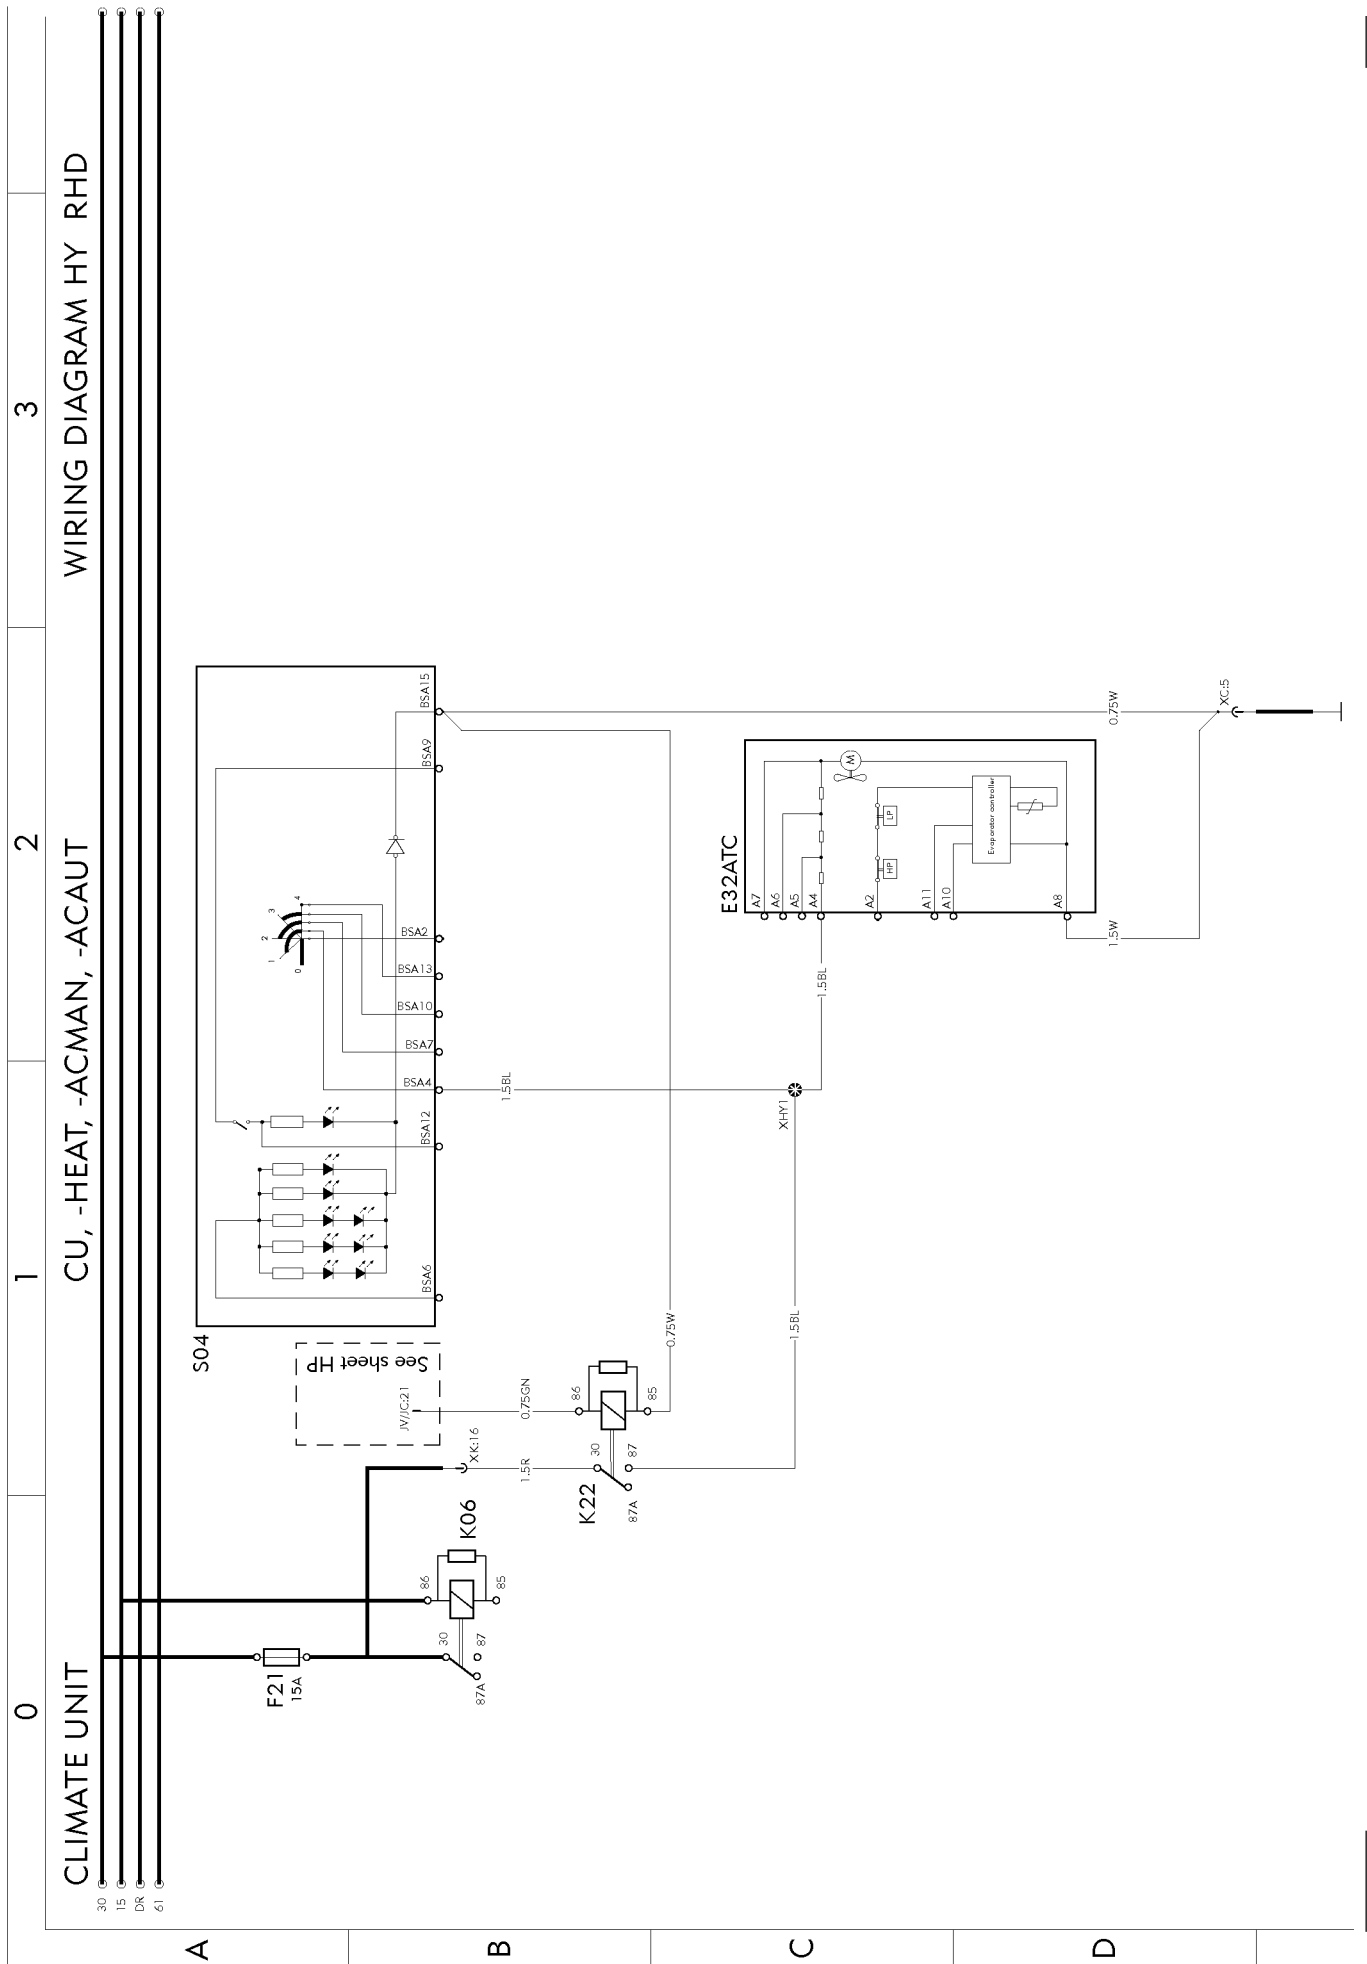 0
1
2
3
CLIMATE UNIT
CU, -HEAT, -ACMAN, -ACAUT
WIRING DIAGRAM HY RHD
30
15
DR
61
A
B
C
D
S04
BSA6
BSA12
BSA4
BSA7
BSA10
BSA13
BSA2
BSA9
BSA15
0
1
2
3
4
See sheet HP
JV/JC:21
F21
15A
K06
86
85
30
87
87A
XK:16
1.5R
0.75GN
K22
86
85
30
87
87A
0.75W
1.5BL
1.5BL
XHY1
1.5BL
E32ATC
A7
A6
A5
A4
A2
A11
A10
A8
M
HP
LP
Evaporator controller
1.5W
0.75W
XC:5